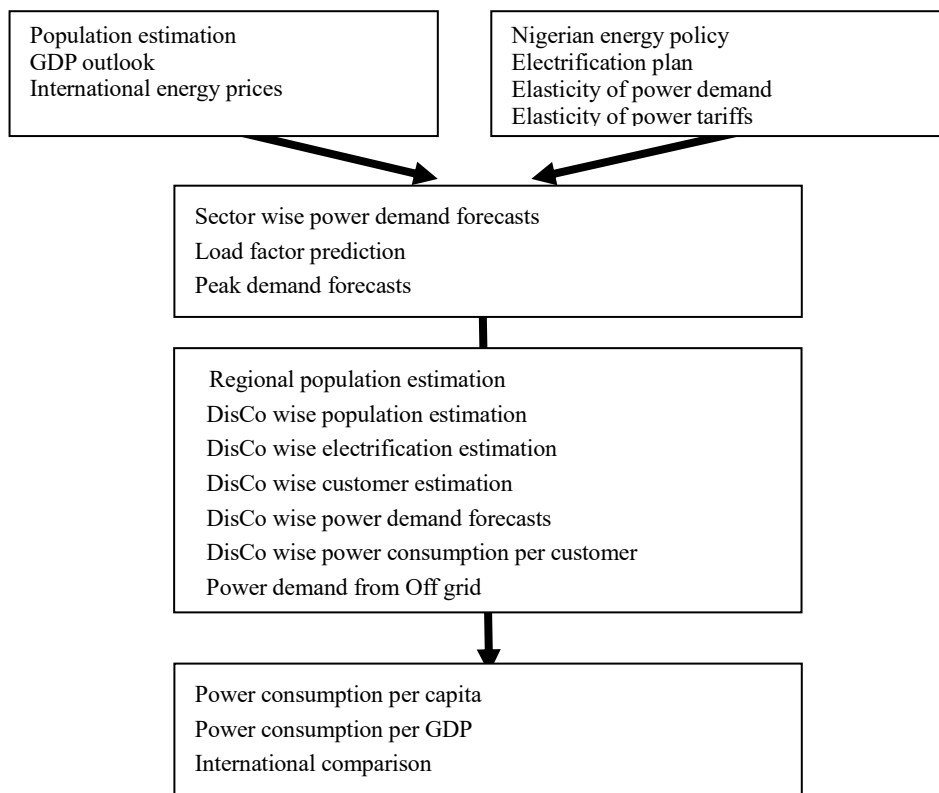 Population estimation
GDP outlook
International energy prices
Nigerian energy policy
Electrification plan
Elasticity of power demand
Elasticity of power tariffs
Sector wise power demand forecasts
Load factor prediction
Peak demand forecasts
Regional population estimation
DisCo wise population estimation
DisCo wise electrification estimation
DisCo wise customer estimation
DisCo wise power demand forecasts
DisCo wise power consumption per customer
Power demand from Off grid
Power consumption per capita
Power consumption per GDP
International comparison